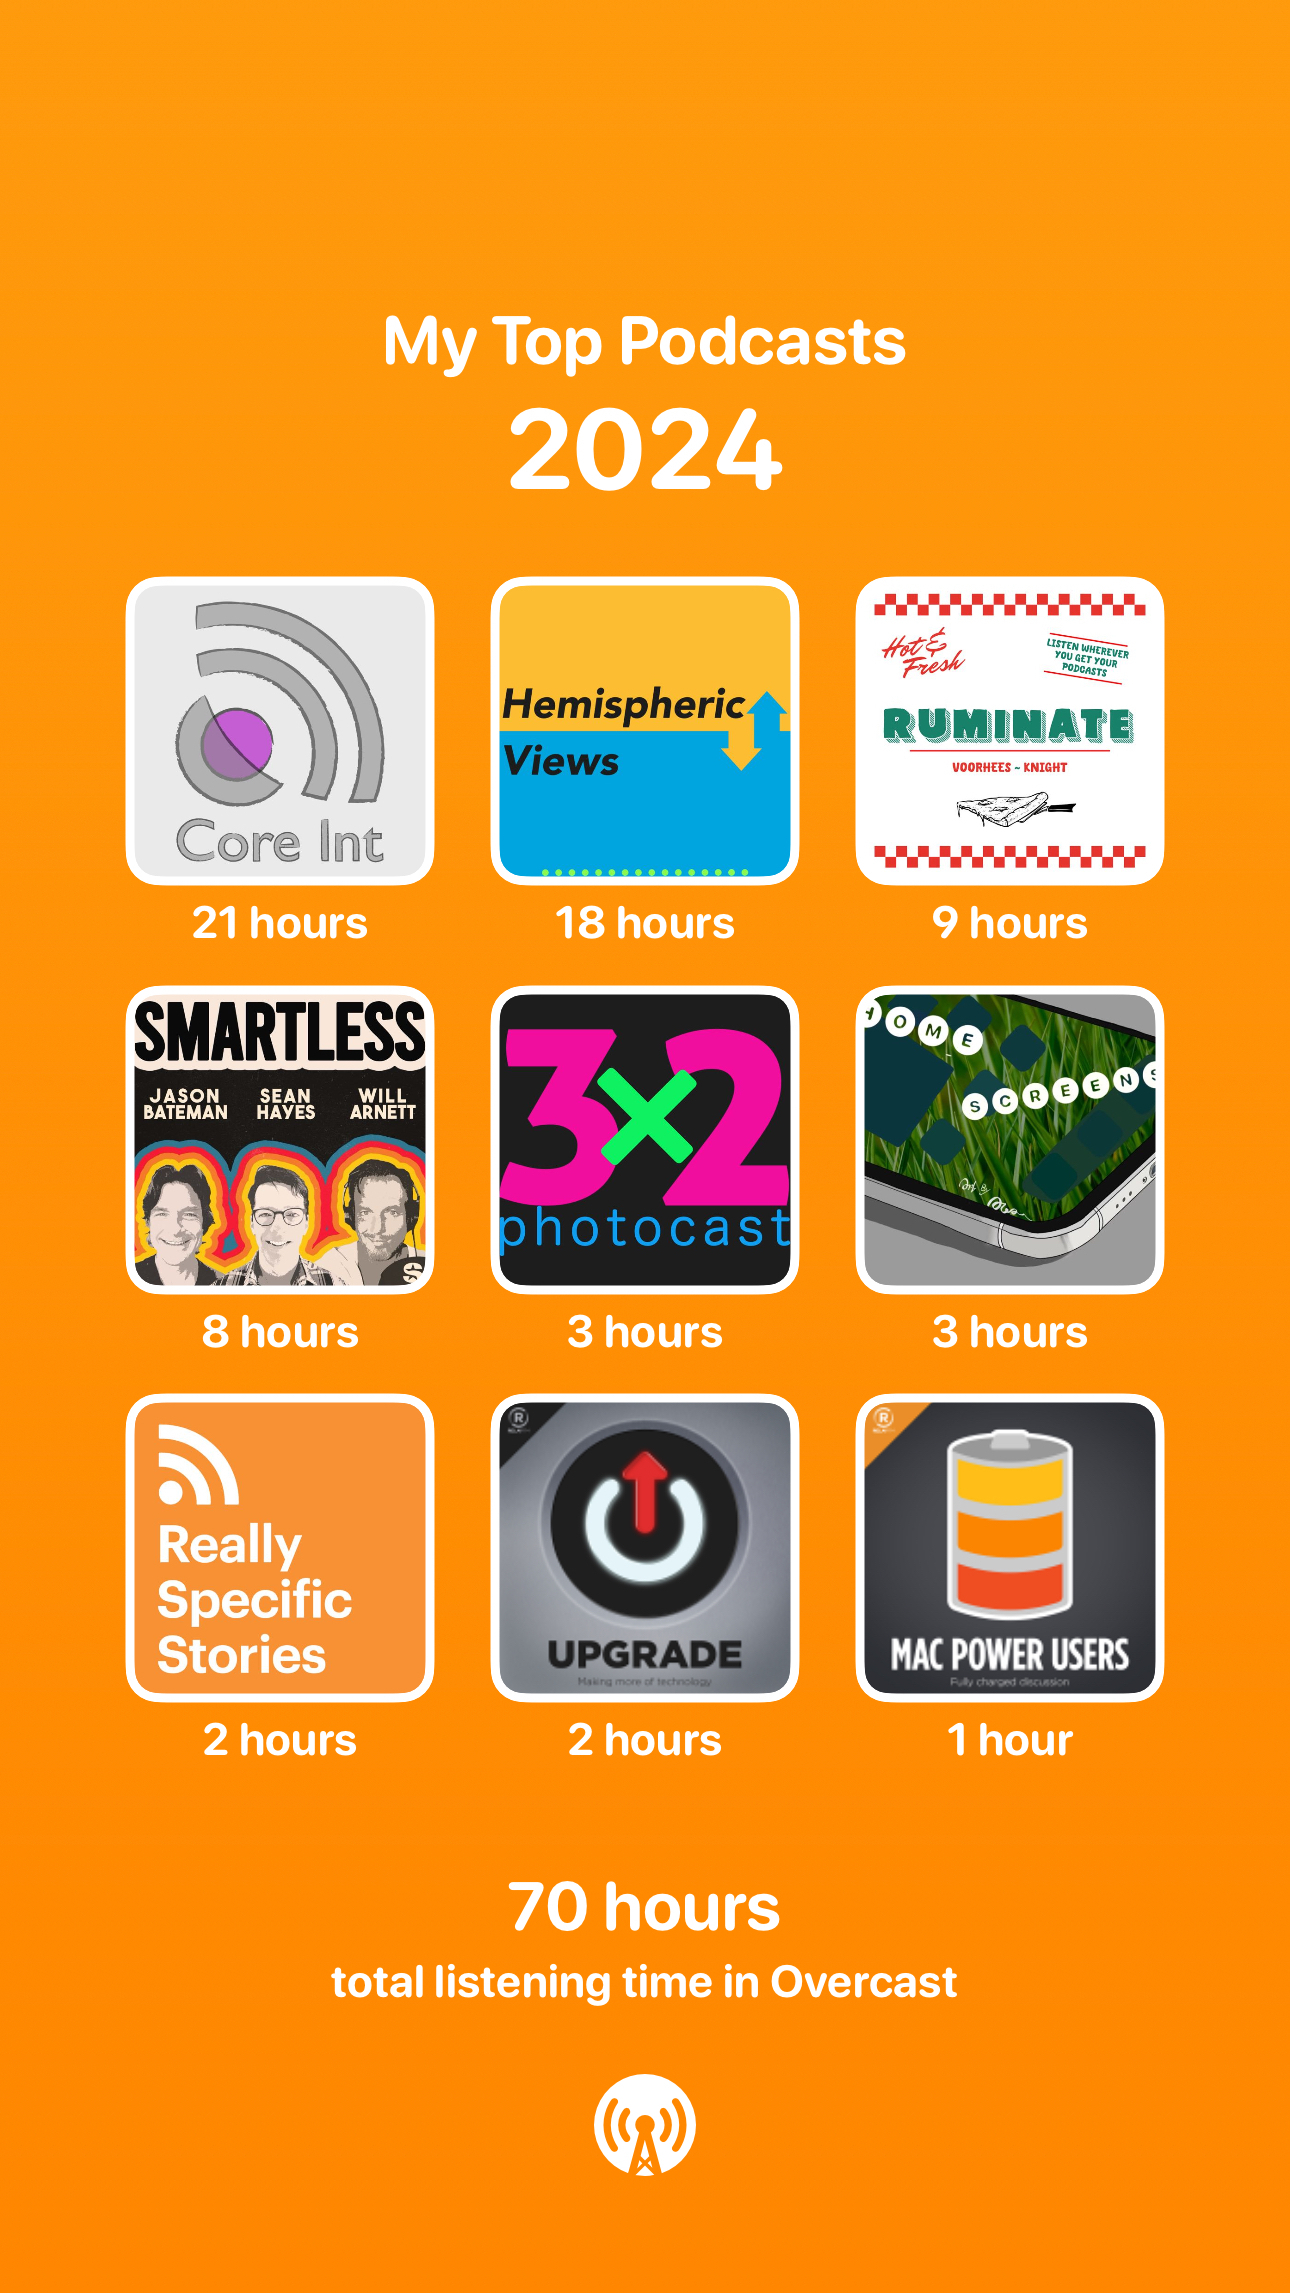 My Top Podcasts
2024
Core Int
Hemispheric
Views
Hot &
Fresh
LISTEN WHEREVER
YOU GET YOUR
PODCASTS
RUMINATE
VOORHEES ~ KNIGHT
21 hours
18 hours
9 hours
SMARTLESS
JASON
BATEMAN
SEAN
HAYES
WILL
ARNETT
S
3×2
photocast
HOME
SCREENS
8 hours
3 hours
3 hours
Really
Specific
Stories
R
UPGRADE
Making more of technology
R
MAC POWER USERS
Fully charged discussion
2 hours
2 hours
1 hour
70 hours
total listening time in Overcast